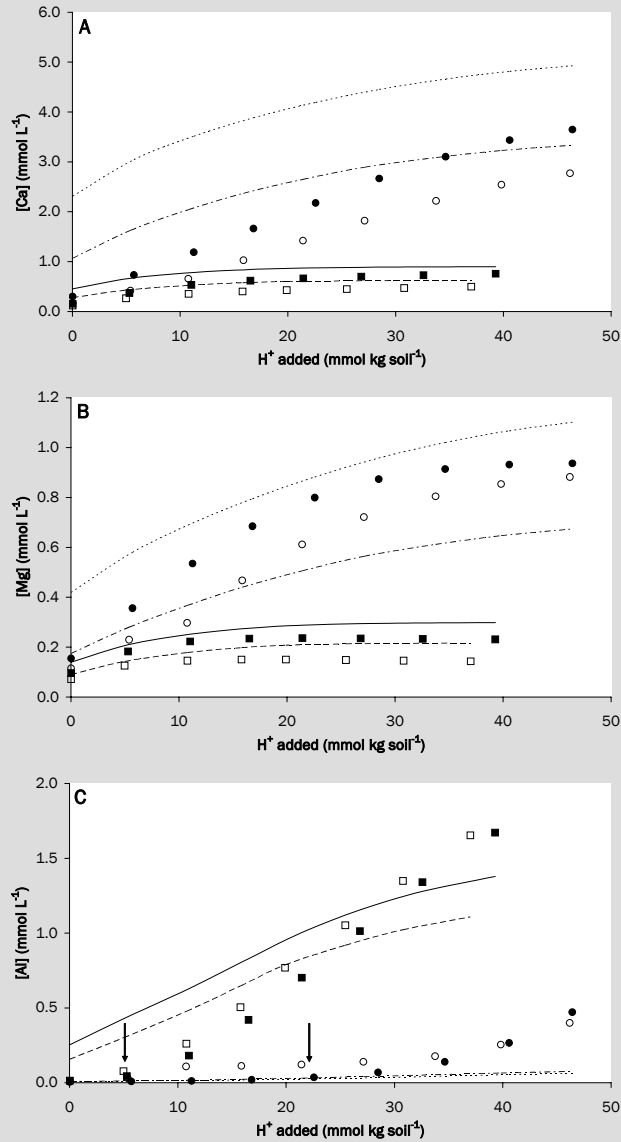 A
6.0
5.0
4.0
3.0
2.0
1.0
0.0
[Ca] (mmol L⁻¹)
0 10 20 30 40 50
H⁺ added (mmol kg soil⁻¹)
B
1.2
1.0
0.8
0.6
0.4
0.2
0.0
[Mg] (mmol L⁻¹)
0 10 20 30 40 50
H⁺ added (mmol kg soil⁻¹)
C
2.0
1.5
1.0
0.5
0.0
[Al] (mmol L⁻¹)
0 10 20 30 40 50
H⁺ added (mmol kg soil⁻¹)